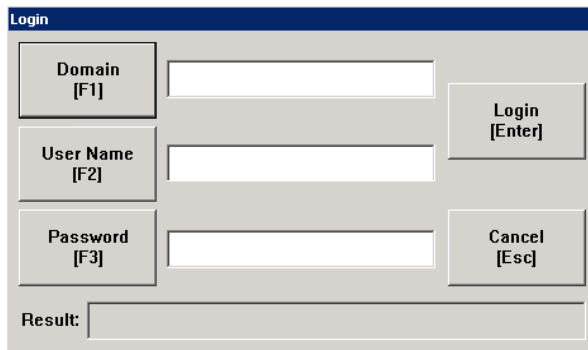 Login
Domain
[F1]
Login
[Enter]
User Name
[F2]
Password
[F3]
Cancel
[Esc]
Result: